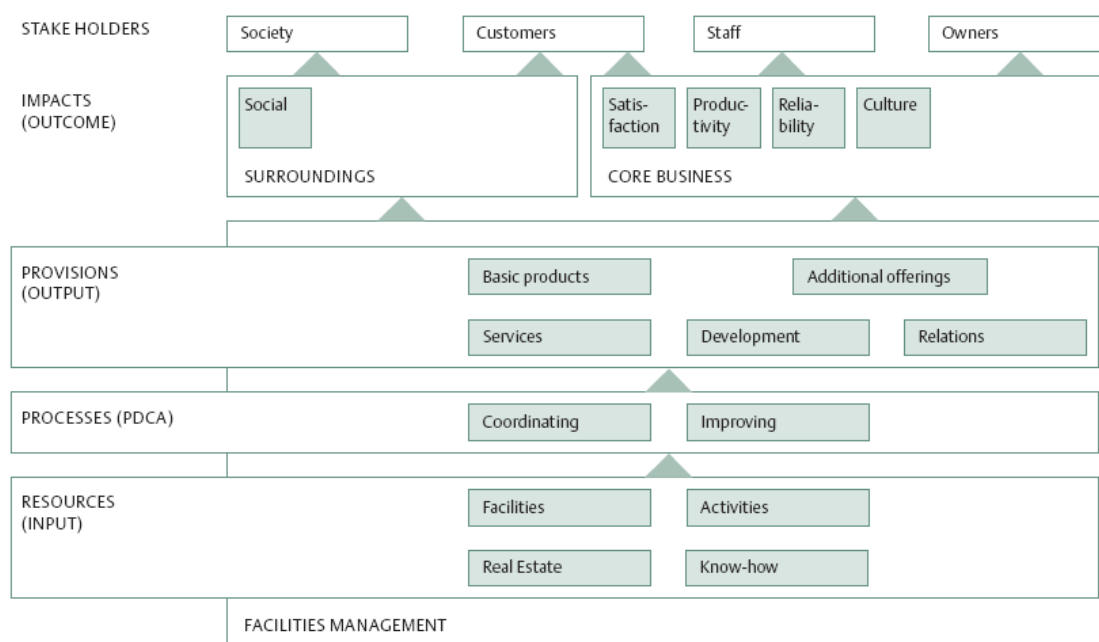 STAKE HOLDERS
Society
Customers
Staff
Owners
IMPACTS
(OUTCOME)
Social
Satis-
faction
Produc-
tivity
Relia-
bility
Culture
SURROUNDINGS
CORE BUSINESS
PROVISIONS
(OUTPUT)
Basic products
Additional offerings
Services
Development
Relations
PROCESSES (PDCA)
Coordinating
Improving
RESOURCES
(INPUT)
Facilities
Activities
Real Estate
Know-how
FACILITIES MANAGEMENT